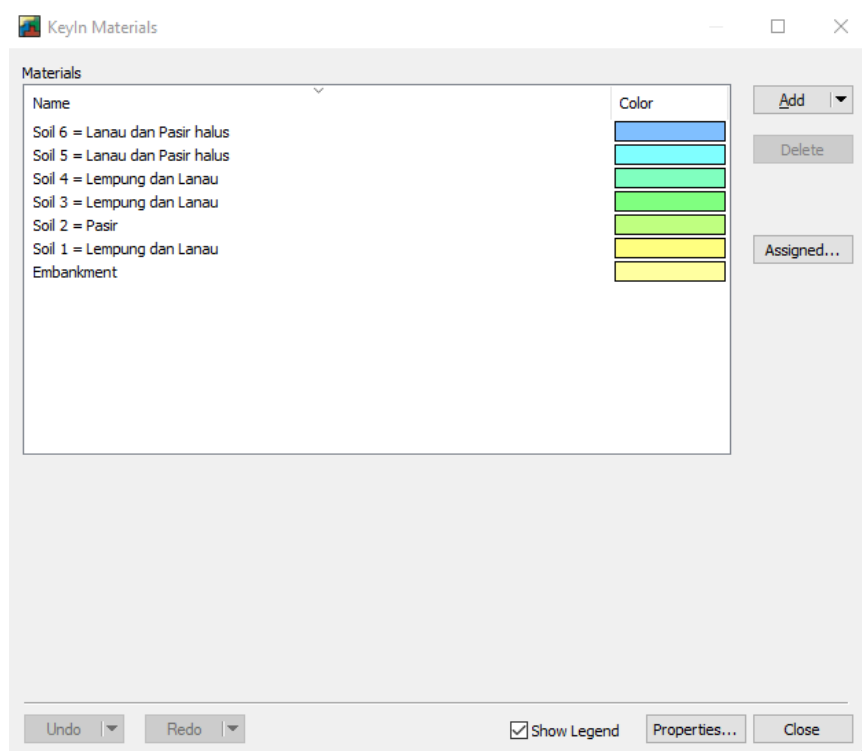 KeyIn Materials
Materials
Name Color
Soil 6 = Lanau dan Pasir halus
Soil 5 = Lanau dan Pasir halus
Soil 4 = Lempung dan Lanau
Soil 3 = Lempung dan Lanau
Soil 2 = Pasir
Soil 1 = Lempung dan Lanau
Embankment
Add
Delete
Assigned...
Undo Redo Show Legend Properties... Close